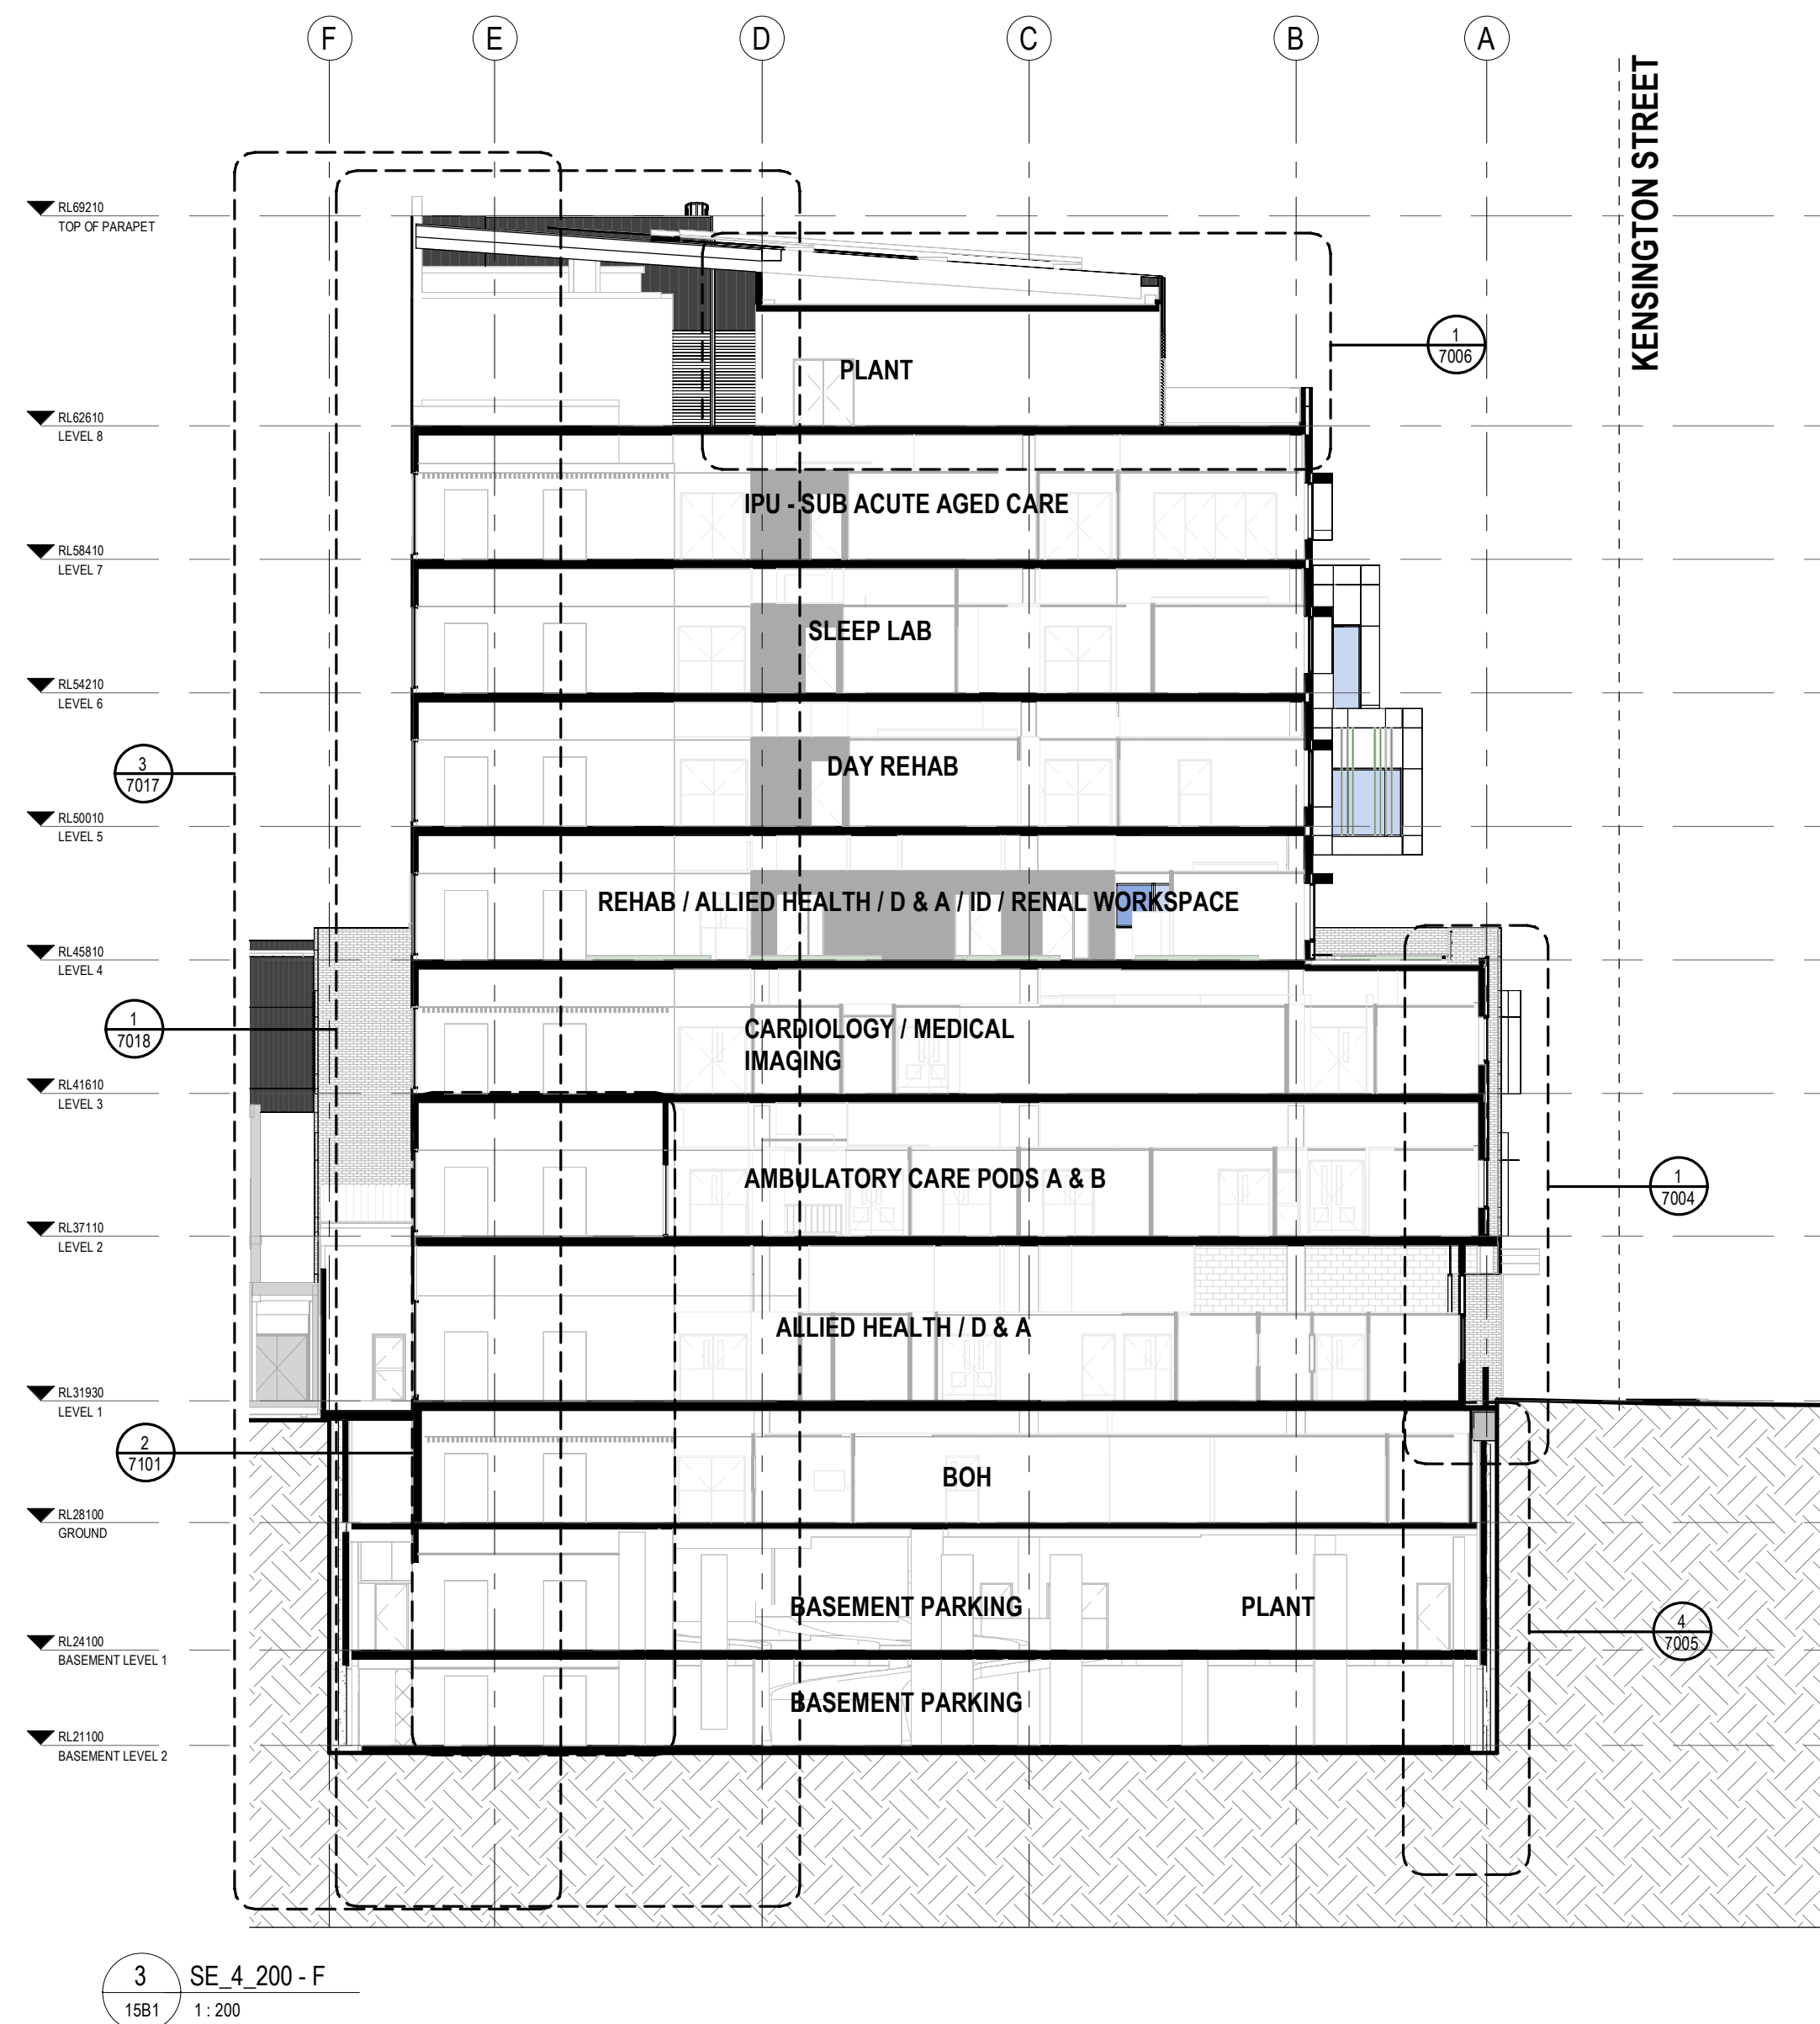 F
E
D
C
B
A
KENSINGTON STREET
RL69210
TOP OF PARAPET
1
7006
PLANT
RL62610
LEVEL 8
IPU - SUB ACUTE AGED CARE
RL58410
LEVEL 7
SLEEP LAB
RL54210
LEVEL 6
DAY REHAB
3
7017
RL50010
LEVEL 5
REHAB / ALLIED HEALTH / D & A / ID / RENAL WORKSPACE
RL45810
LEVEL 4
1
7018
CARDIOLOGY / MEDICAL
IMAGING
RL41610
LEVEL 3
AMBULATORY CARE PODS A & B
1
7004
RL37110
LEVEL 2
ALLIED HEALTH / D & A
RL31930
LEVEL 1
2
7101
BOH
RL28100
GROUND
BASEMENT PARKING
PLANT
4
7005
RL24100
BASEMENT LEVEL 1
BASEMENT PARKING
RL21100
BASEMENT LEVEL 2
3
15B1
SE_4_200 - F
1 : 200